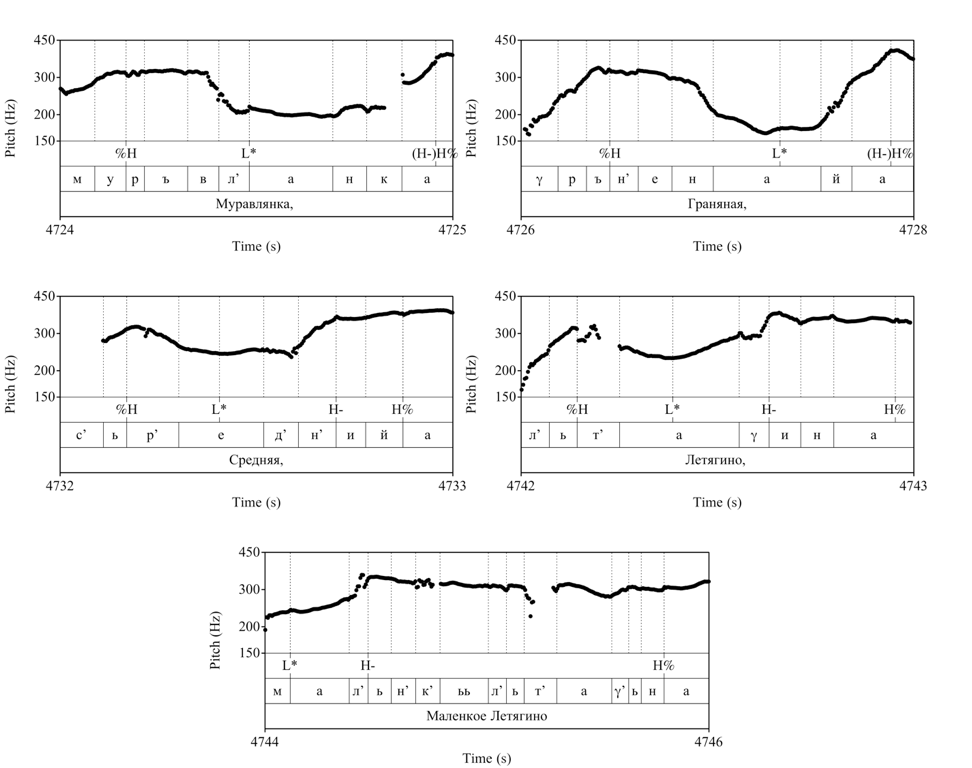 450
300
200
150
Pitch (Hz)
%H L* (H-)H%
м у р ъ в л’ а н к а
Муравлянка,
4724 4725
Time (s)
450
300
200
150
Pitch (Hz)
%H L* (H-)H%
γ р ъ н’ е н а й а
Граняная,
4726 4728
Time (s)
450
300
200
150
Pitch (Hz)
%H L* H- H%
с’ ь р’ е д’ н’ и й а
Средняя,
4732 4733
Time (s)
450
300
200
150
Pitch (Hz)
%H L* H- H%
л’ ь т’ а γ и н а
Летягино,
4742 4743
Time (s)
450
300
200
150
Pitch (Hz)
L* H- H%
м а л’ ь н’ к’ ьь л’ ь т’ а γ’ ь н а
Маленкое Летягино
4744 4746
Time (s)